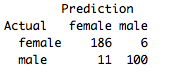 Prediction
Actual female male
female 186 6
male 11 100